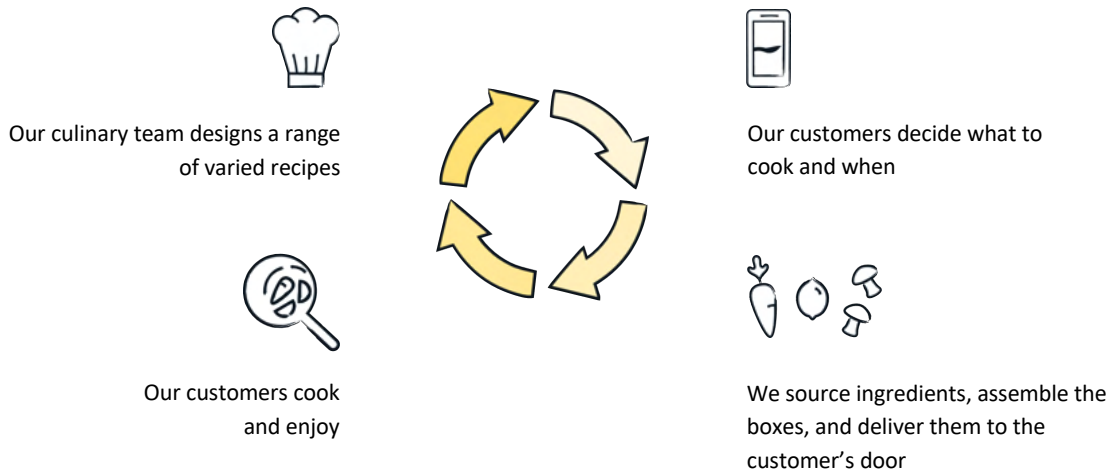 Our culinary team designs a range
of varied recipes
Our customers decide what to
cook and when
Our customers cook
and enjoy
We source ingredients, assemble the
boxes, and deliver them to the
customer’s door